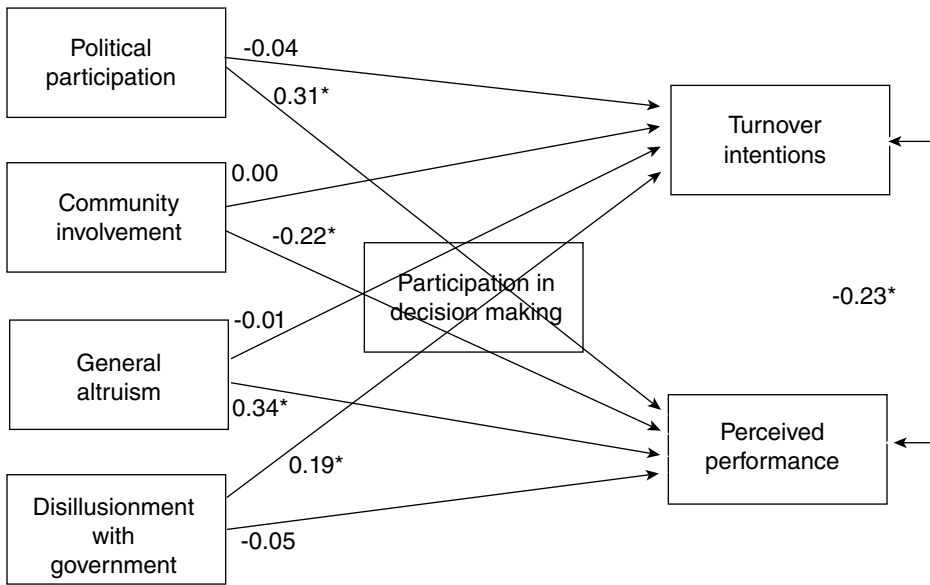 Political
participation
-0.04
0.31*
Turnover
intentions
Community
involvement
0.00
-0.22*
Participation in
decision making
-0.23*
General
altruism
-0.01
0.34*
Perceived
performance
Disillusionment
with
government
0.19*
-0.05